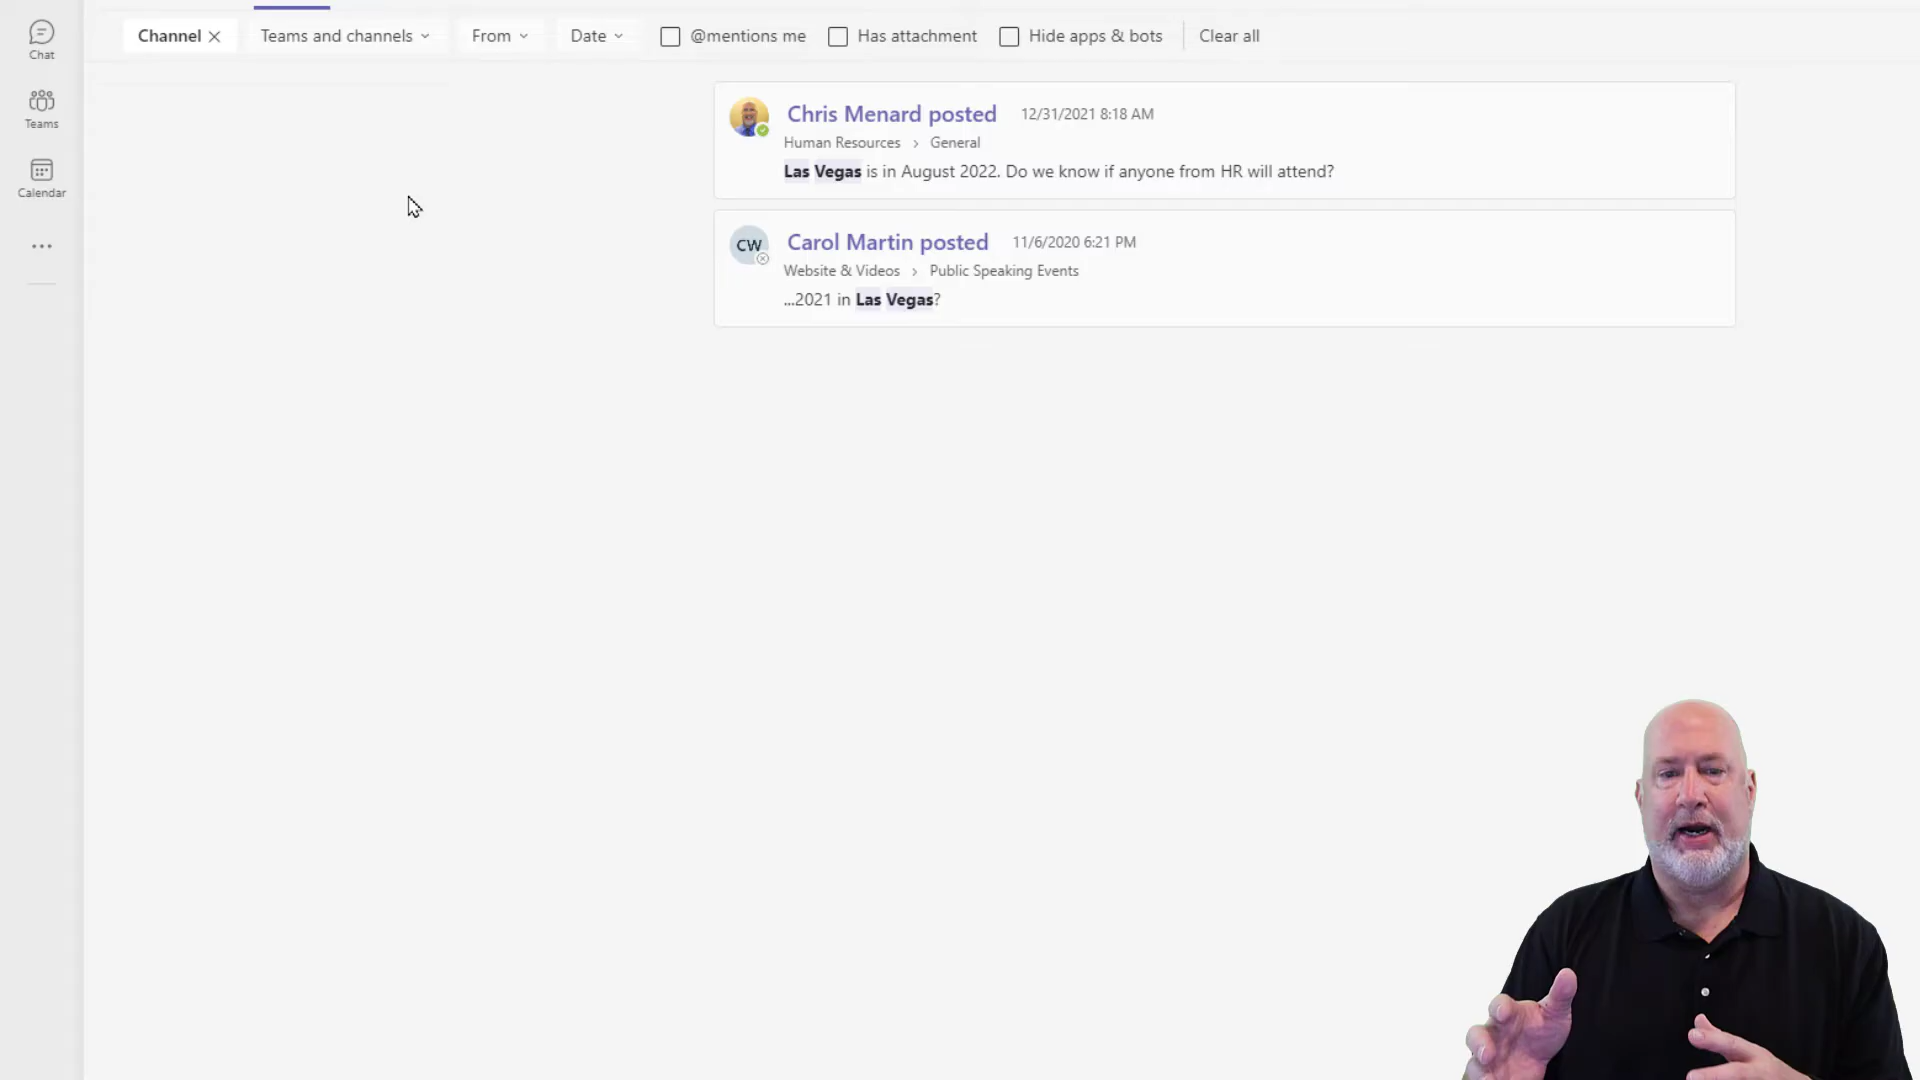 Chat
Teams
Calendar
Channel
Teams and channels
From
Date
@mentions me
Has attachment
Hide apps & bots
Clear all
Chris Menard posted 12/31/2021 8:18 AM
Human Resources > General
Las Vegas is in August 2022. Do we know if anyone from HR will attend?
CW
Carol Martin posted 11/6/2020 6:21 PM
Website & Videos > Public Speaking Events
...2021 in Las Vegas?